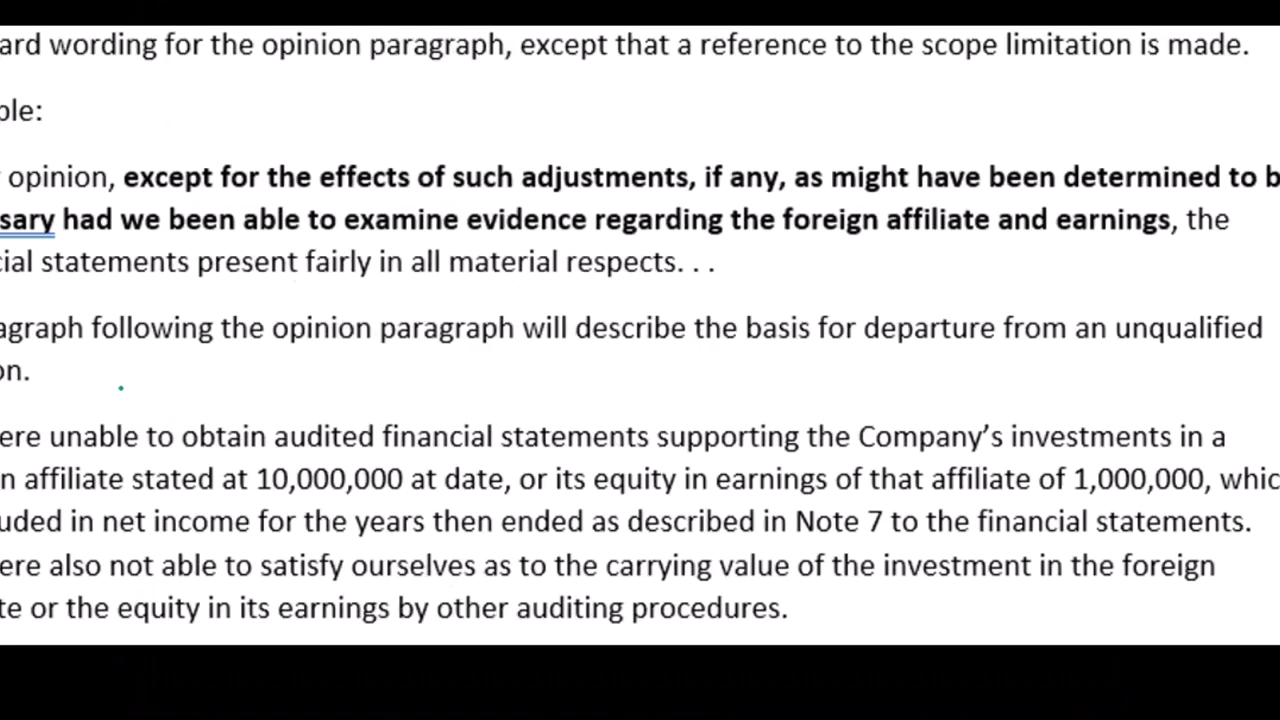 ard wording for the opinion paragraph, except that a reference to the scope limitation is made.
ple:
opinion, except for the effects of such adjustments, if any, as might have been determined to b
sary had we been able to examine evidence regarding the foreign affiliate and earnings, the
cial statements present fairly in all material respects. . .
agraph following the opinion paragraph will describe the basis for departure from an unqualified
on.
ere unable to obtain audited financial statements supporting the Company’s investments in a
n affiliate stated at 10,000,000 at date, or its equity in earnings of that affiliate of 1,000,000, whic
uded in net income for the years then ended as described in Note 7 to the financial statements.
ere also not able to satisfy ourselves as to the carrying value of the investment in the foreign
te or the equity in its earnings by other auditing procedures.